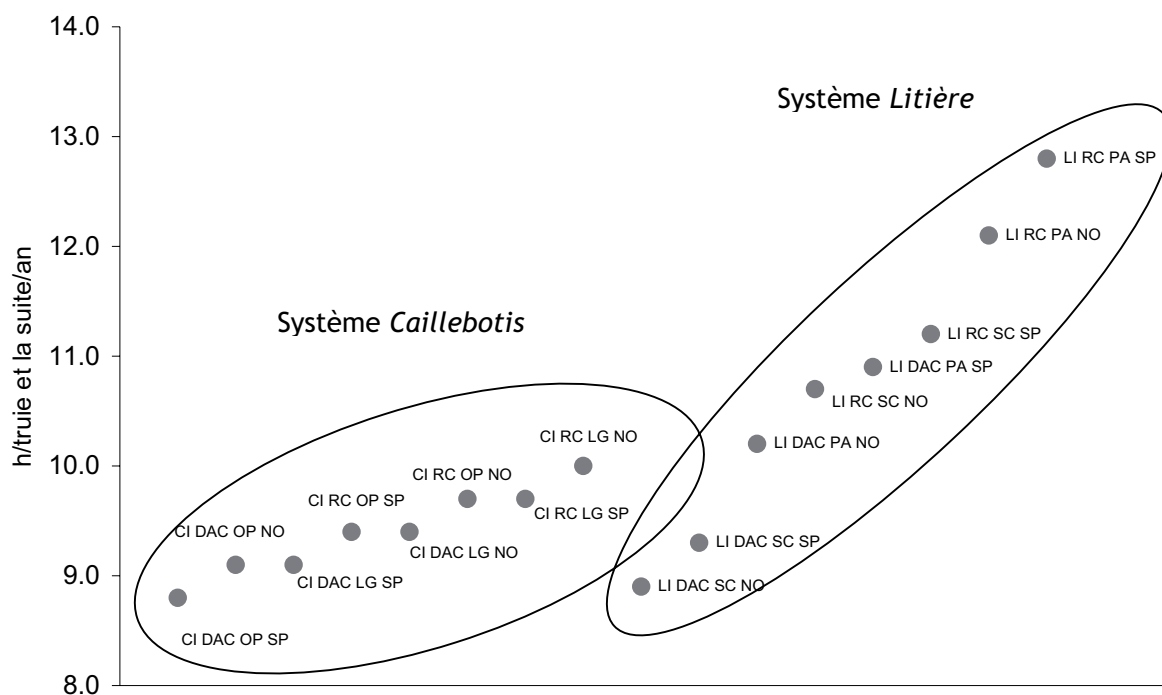 14.0
13.0
12.0
11.0
10.0
9.0
8.0
h/truie et la suite/an
Système Litière
Système Caillebotis
LI RC PA SP
LI RC PA NO
LI RC SC SP
LI DAC PA SP
LI RC SC NO
LI DAC PA NO
LI DAC SC SP
LI DAC SC NO
CI RC LG NO
CI RC OP NO
CI RC LG SP
CI RC OP SP
CI DAC LG NO
CI DAC OP NO
CI DAC LG SP
CI DAC OP SP